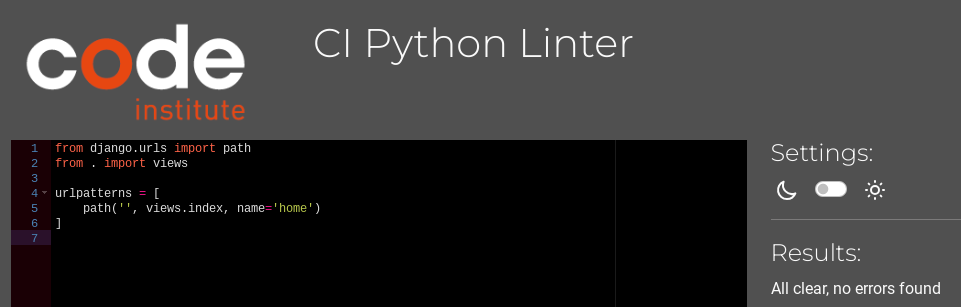 code
institute
CI Python Linter
1 from django.urls import path
2 from . import views
3
4 urlpatterns = [
5     path('', views.index, name='home')
6 ]
7
Settings:
Results:
All clear, no errors found